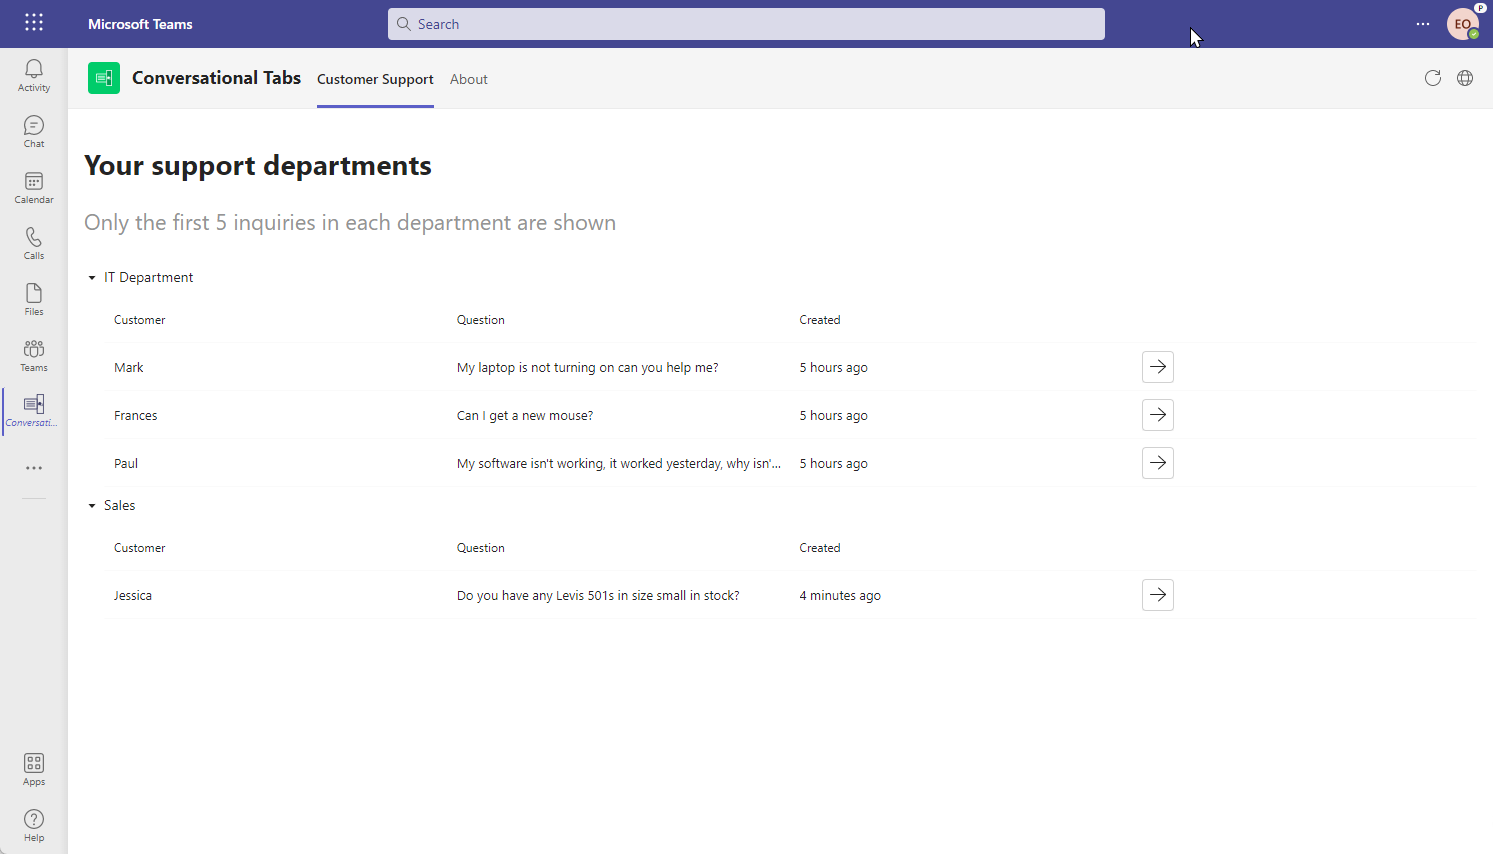 Microsoft Teams
Search
P
EO
Activity
Chat
Calendar
Calls
Files
Teams
Conversati...
Apps
Help
Conversational Tabs
Customer Support
About
Your support departments
Only the first 5 inquiries in each department are shown
IT Department
Customer Question Created
Mark My laptop is not turning on can you help me? 5 hours ago
Frances Can I get a new mouse? 5 hours ago
Paul My software isn't working, it worked yesterday, why isn'... 5 hours ago
Sales
Customer Question Created
Jessica Do you have any Levis 501s in size small in stock? 4 minutes ago